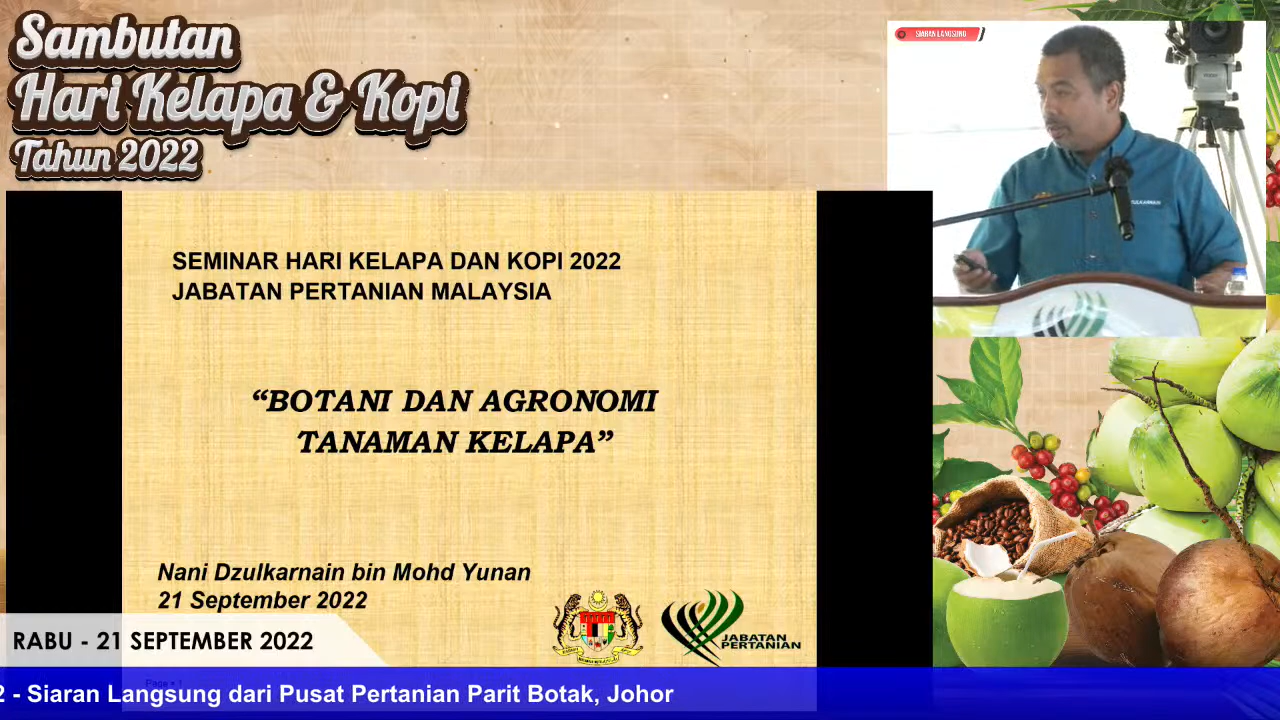 Sambutan
Hari Kelapa & Kopi
Tahun 2022
SIARAN LANGSUNG
SEMINAR HARI KELAPA DAN KOPI 2022
JABATAN PERTANIAN MALAYSIA
“BOTANI DAN AGRONOMI
TANAMAN KELAPA”
Nani Dzulkarnain bin Mohd Yunan
21 September 2022
JABATAN
PERTANIAN
RABU - 21 SEPTEMBER 2022
2 - Siaran Langsung dari Pusat Pertanian Parit Botak, Johor